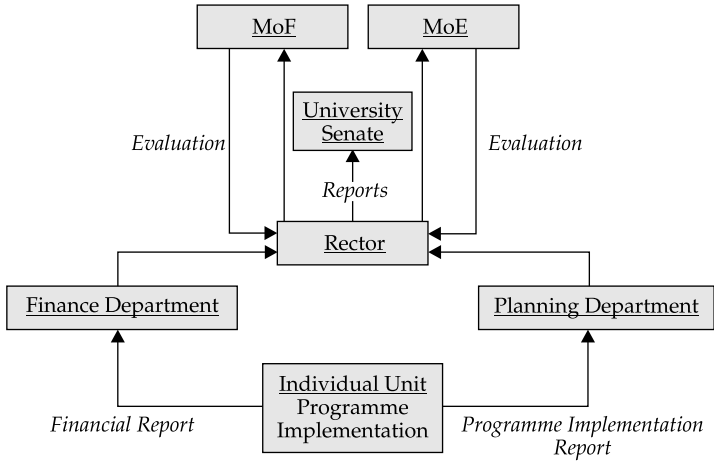 MoF
MoE
University
Senate
Evaluation
Evaluation
Reports
Rector
Finance Department
Planning Department
Individual Unit
Programme
Implementation
Financial Report
Programme Implementation
Report